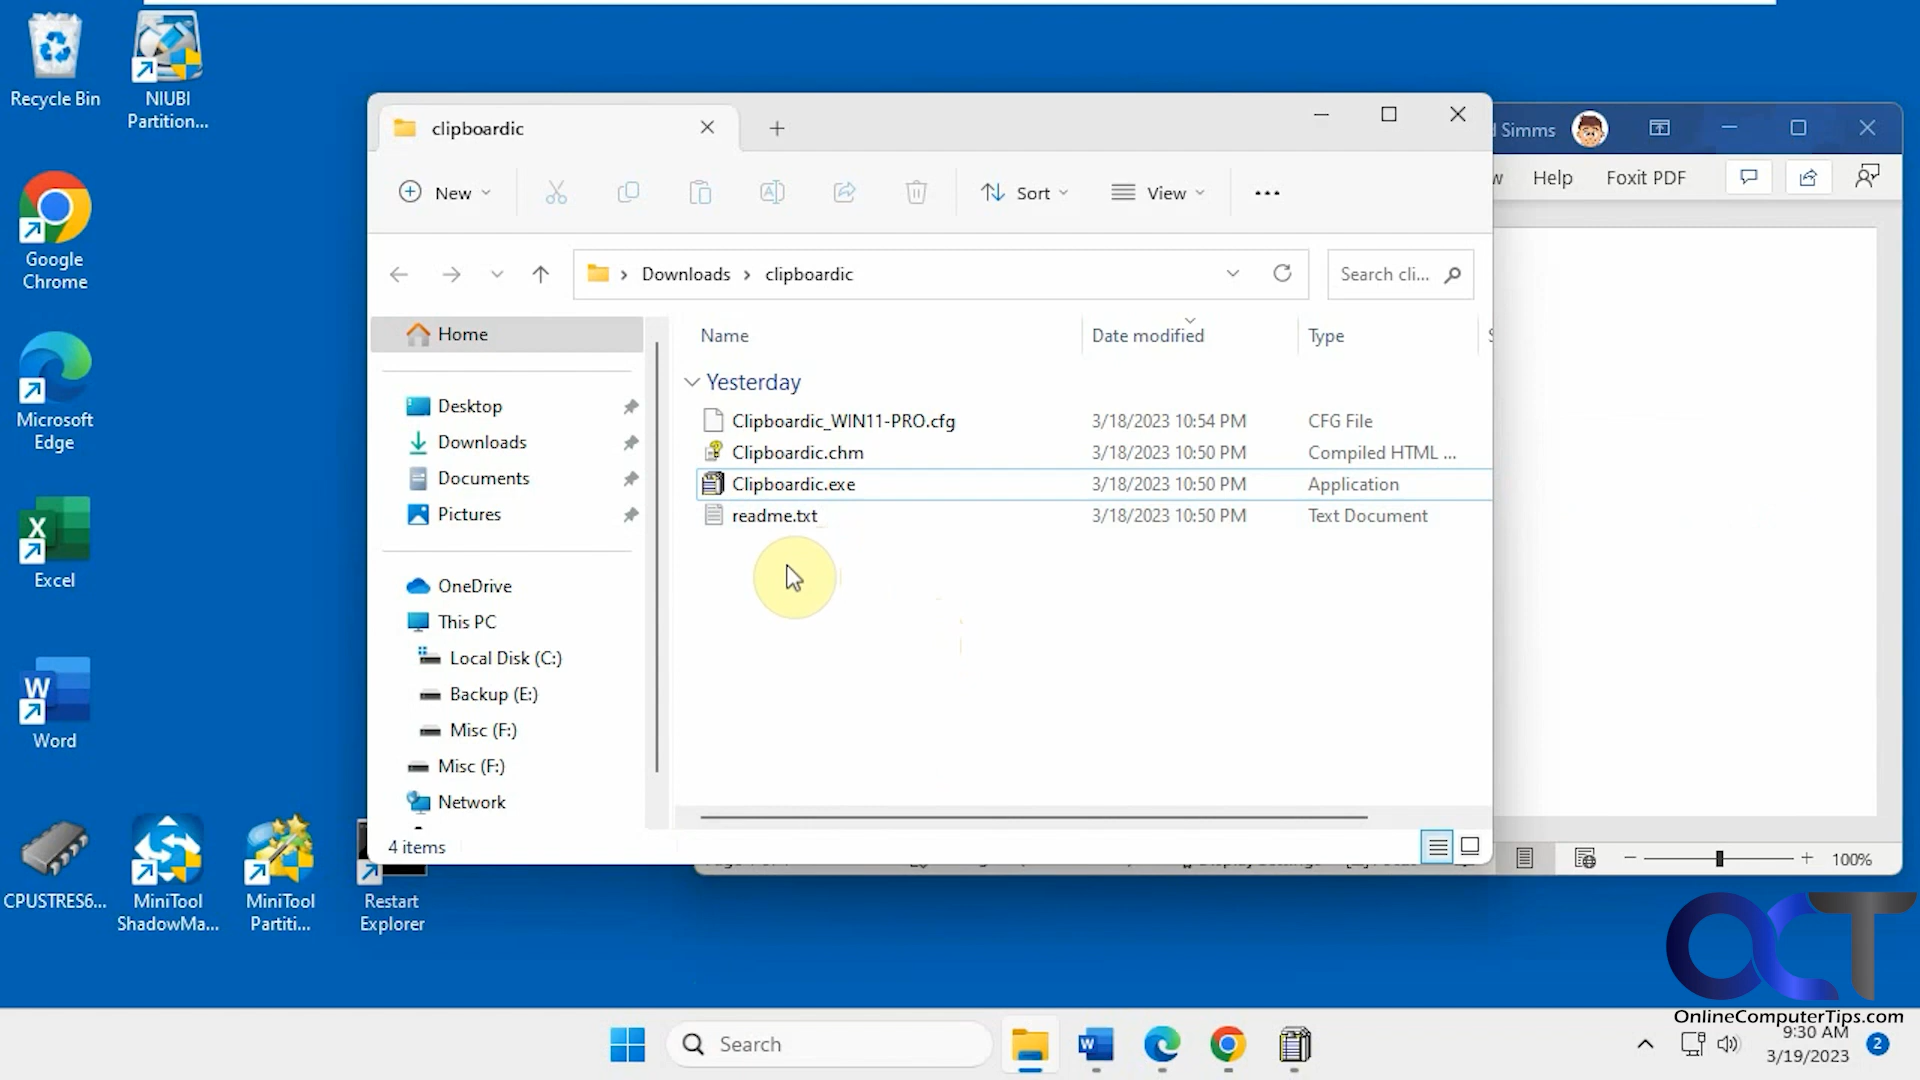 Recycle Bin
NIUBI
Partition...
Google
Chrome
Microsoft
Edge
Excel
Word
CPUSTRES6...
MiniTool
ShadowMa...
MiniTool
Partiti...
Restart
Explorer
clipboardic
New
Sort
View
Downloads
clipboardic
Search cli...
Home
Desktop
Downloads
Documents
Pictures
OneDrive
This PC
Local Disk (C:)
Backup (E:)
Misc (F:)
Misc (F:)
Network
4 items
Name
Date modified
Type
Yesterday
Clipboardic_WIN11-PRO.cfg 3/18/2023 10:54 PM CFG File
Clipboardic.chm 3/18/2023 10:50 PM Compiled HTML ...
Clipboardic.exe 3/18/2023 10:50 PM Application
readme.txt 3/18/2023 10:50 PM Text Document
Simms
Help
Foxit PDF
100%
OCT
OnlineComputerTips.com
Search
9:30 AM
3/19/2023
2